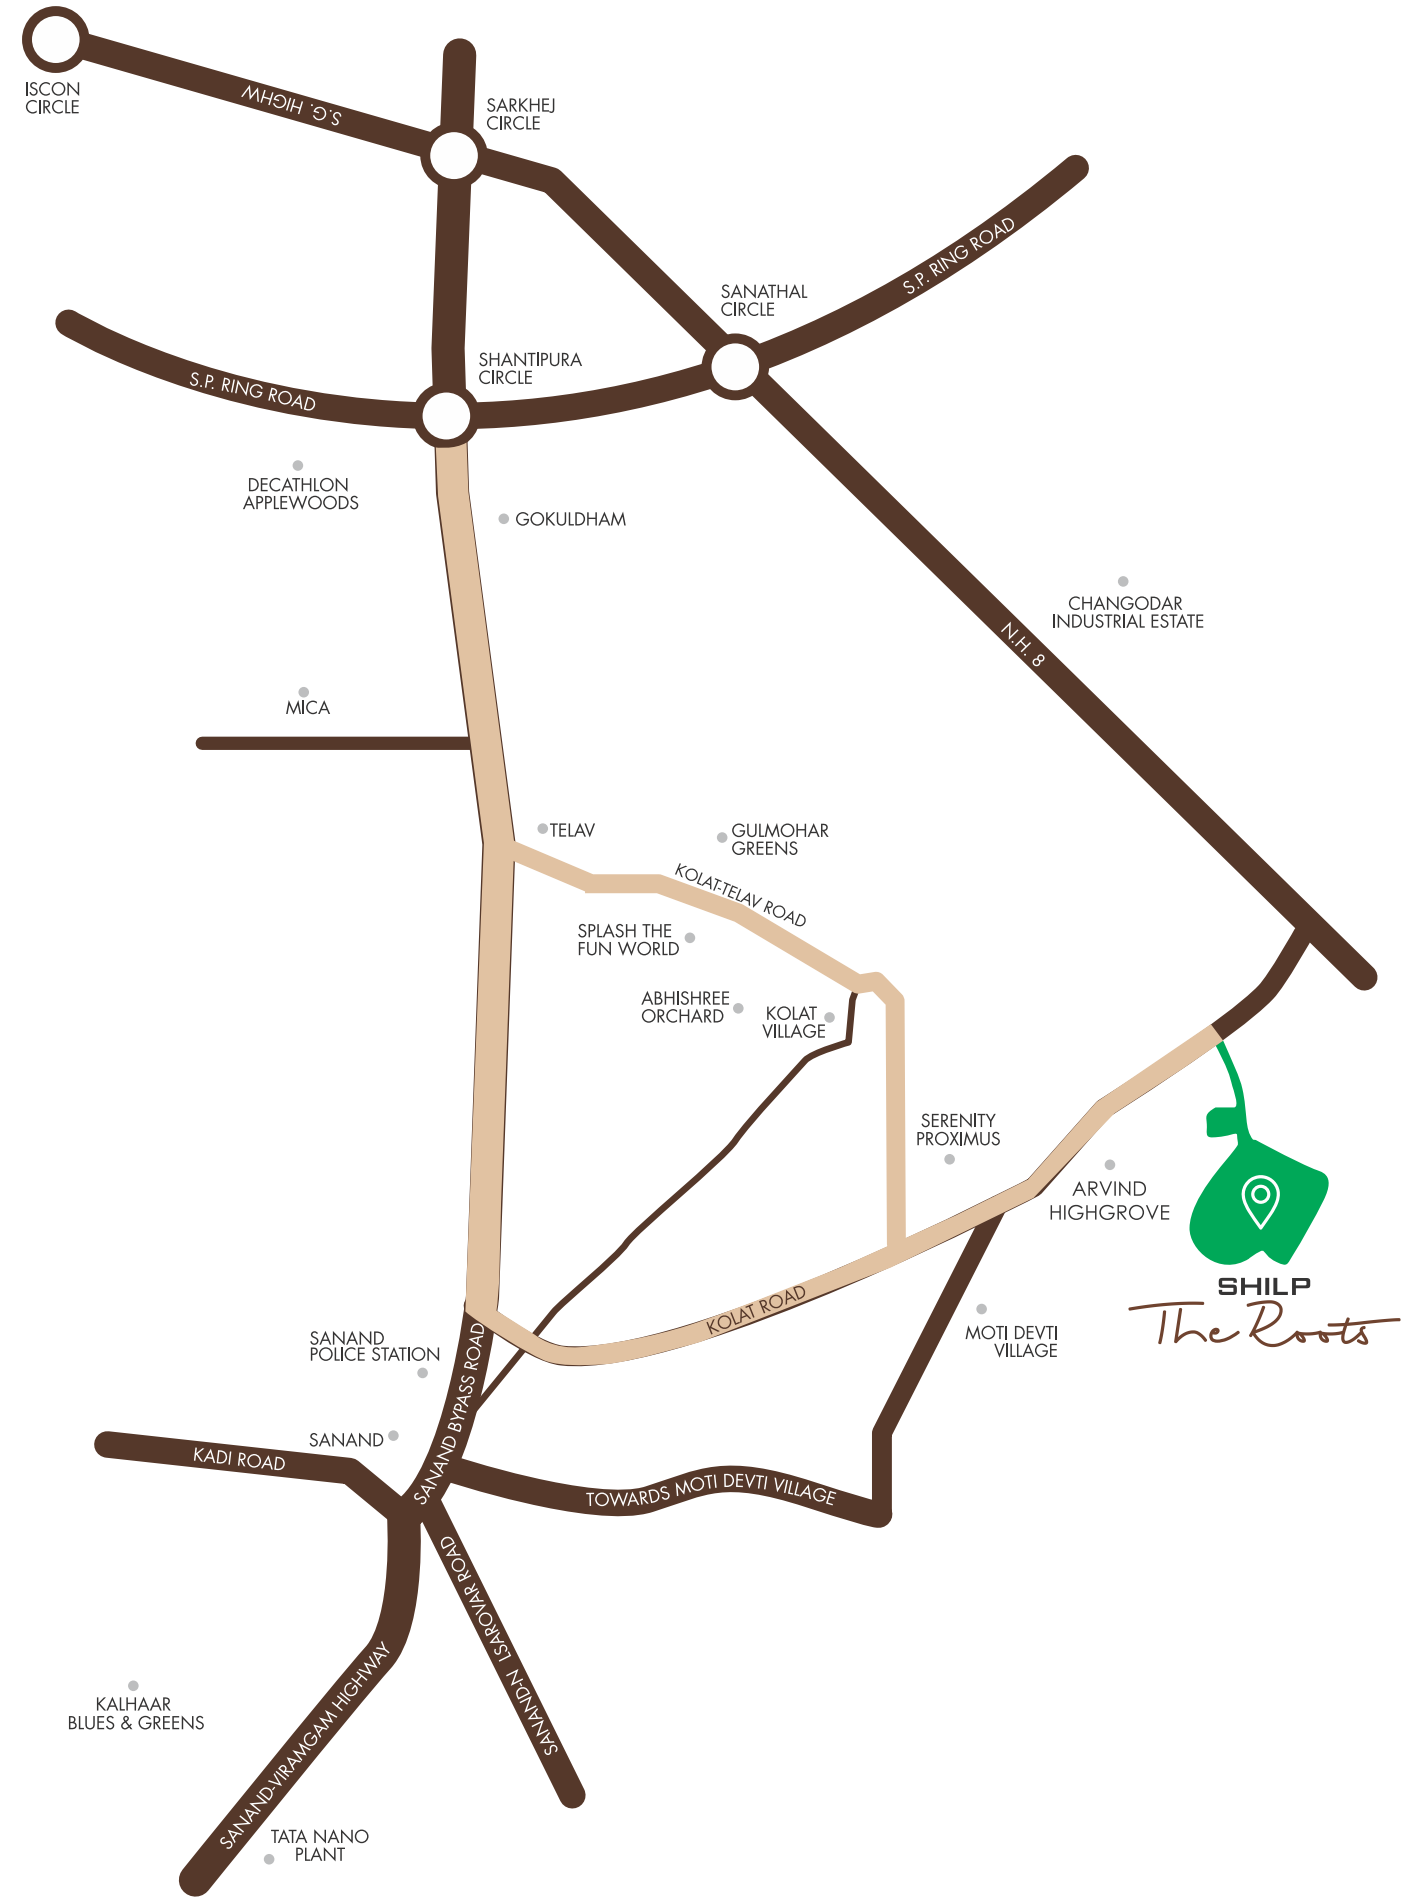 ISCON
CIRCLE
S.G. HIGHW
SARKHEJ
CIRCLE
S.P. RING ROAD
SANATHAL
CIRCLE
SHANTIPURA
CIRCLE
S.P. RING ROAD
DECATHLON
APPLEWOODS
GOKULDHAM
CHANGODAR
INDUSTRIAL ESTATE
N.H. 8
MICA
TELAV
GULMOHAR
GREENS
KOLAT-TELAV ROAD
SPLASH THE
FUN WORLD
ABHISHREE
ORCHARD
KOLAT
VILLAGE
SERENITY
PROXIMUS
ARVIND
HIGHGROVE
SHILP
The Roots
KOLAT ROAD
MOTI DEVTI
VILLAGE
SANAND
POLICE STATION
SANAND BYPASS ROAD
SANAND
KADI ROAD
TOWARDS MOTI DEVTI VILLAGE
SANAND-N LSAROVAR ROAD
SANAND-VIRAMGAM HIGHWAY
KALHAAR
BLUES & GREENS
TATA NANO
PLANT